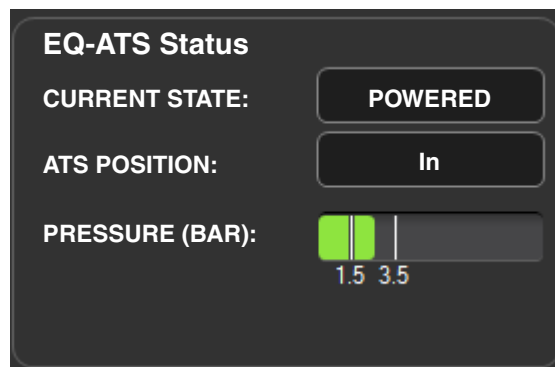 EQ-ATS Status
CURRENT STATE: POWERED
ATS POSITION: In
PRESSURE (BAR):
1.5 3.5